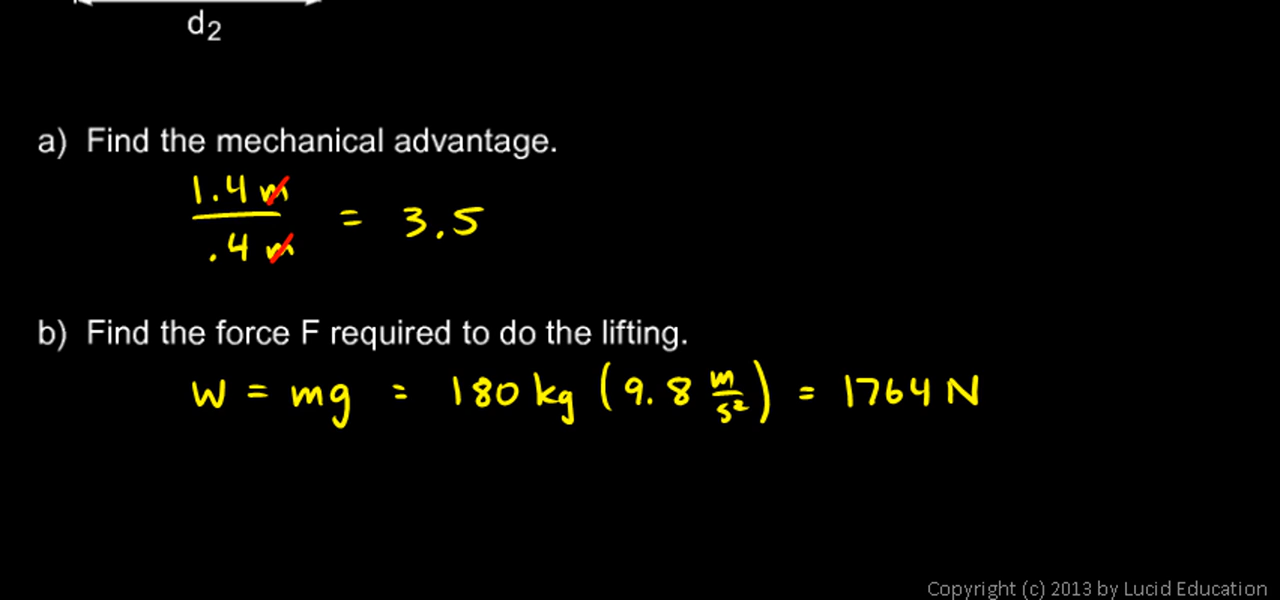 d2
a) Find the mechanical advantage.
1.4 m
.4 m
= 3.5
b) Find the force F required to do the lifting.
W = mg = 180 kg (9.8 m/s²) = 1764 N
Copyright (c) 2013 by Lucid Education